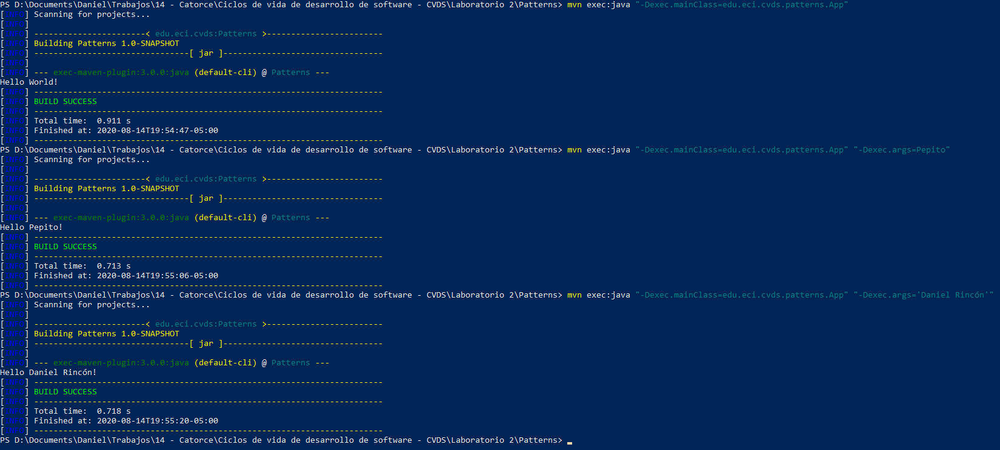 PS D:\Documents\Daniel\Trabajos\14 - Catorce\Ciclos de vida de desarrollo de software - CVDS\Laboratorio 2\Patterns> mvn exec:java "-Dexec.mainClass=edu.eci.cvds.patterns.App"
[INFO] Scanning for projects...
[INFO]
[INFO] -----------------------< edu.eci.cvds:Patterns >------------------------
[INFO] Building Patterns 1.0-SNAPSHOT
[INFO] --------------------------------[ jar ]---------------------------------
[INFO]
[INFO] --- exec-maven-plugin:3.0.0:java (default-cli) @ Patterns ---
Hello World!
[INFO] ------------------------------------------------------------------------
[INFO] BUILD SUCCESS
[INFO] ------------------------------------------------------------------------
[INFO] Total time:  0.911 s
[INFO] Finished at: 2020-08-14T19:54:47-05:00
[INFO] ------------------------------------------------------------------------
PS D:\Documents\Daniel\Trabajos\14 - Catorce\Ciclos de vida de desarrollo de software - CVDS\Laboratorio 2\Patterns> mvn exec:java "-Dexec.mainClass=edu.eci.cvds.patterns.App" "-Dexec.args=Pepito"
[INFO] Scanning for projects...
[INFO]
[INFO] -----------------------< edu.eci.cvds:Patterns >------------------------
[INFO] Building Patterns 1.0-SNAPSHOT
[INFO] --------------------------------[ jar ]---------------------------------
[INFO]
[INFO] --- exec-maven-plugin:3.0.0:java (default-cli) @ Patterns ---
Hello Pepito!
[INFO] ------------------------------------------------------------------------
[INFO] BUILD SUCCESS
[INFO] ------------------------------------------------------------------------
[INFO] Total time:  0.713 s
[INFO] Finished at: 2020-08-14T19:55:06-05:00
[INFO] ------------------------------------------------------------------------
PS D:\Documents\Daniel\Trabajos\14 - Catorce\Ciclos de vida de desarrollo de software - CVDS\Laboratorio 2\Patterns> mvn exec:java "-Dexec.mainClass=edu.eci.cvds.patterns.App" "-Dexec.args='Daniel Rincón'"
[INFO] Scanning for projects...
[INFO]
[INFO] -----------------------< edu.eci.cvds:Patterns >------------------------
[INFO] Building Patterns 1.0-SNAPSHOT
[INFO] --------------------------------[ jar ]---------------------------------
[INFO]
[INFO] --- exec-maven-plugin:3.0.0:java (default-cli) @ Patterns ---
Hello Daniel Rincón!
[INFO] ------------------------------------------------------------------------
[INFO] BUILD SUCCESS
[INFO] ------------------------------------------------------------------------
[INFO] Total time:  0.718 s
[INFO] Finished at: 2020-08-14T19:55:20-05:00
[INFO] ------------------------------------------------------------------------
PS D:\Documents\Daniel\Trabajos\14 - Catorce\Ciclos de vida de desarrollo de software - CVDS\Laboratorio 2\Patterns>